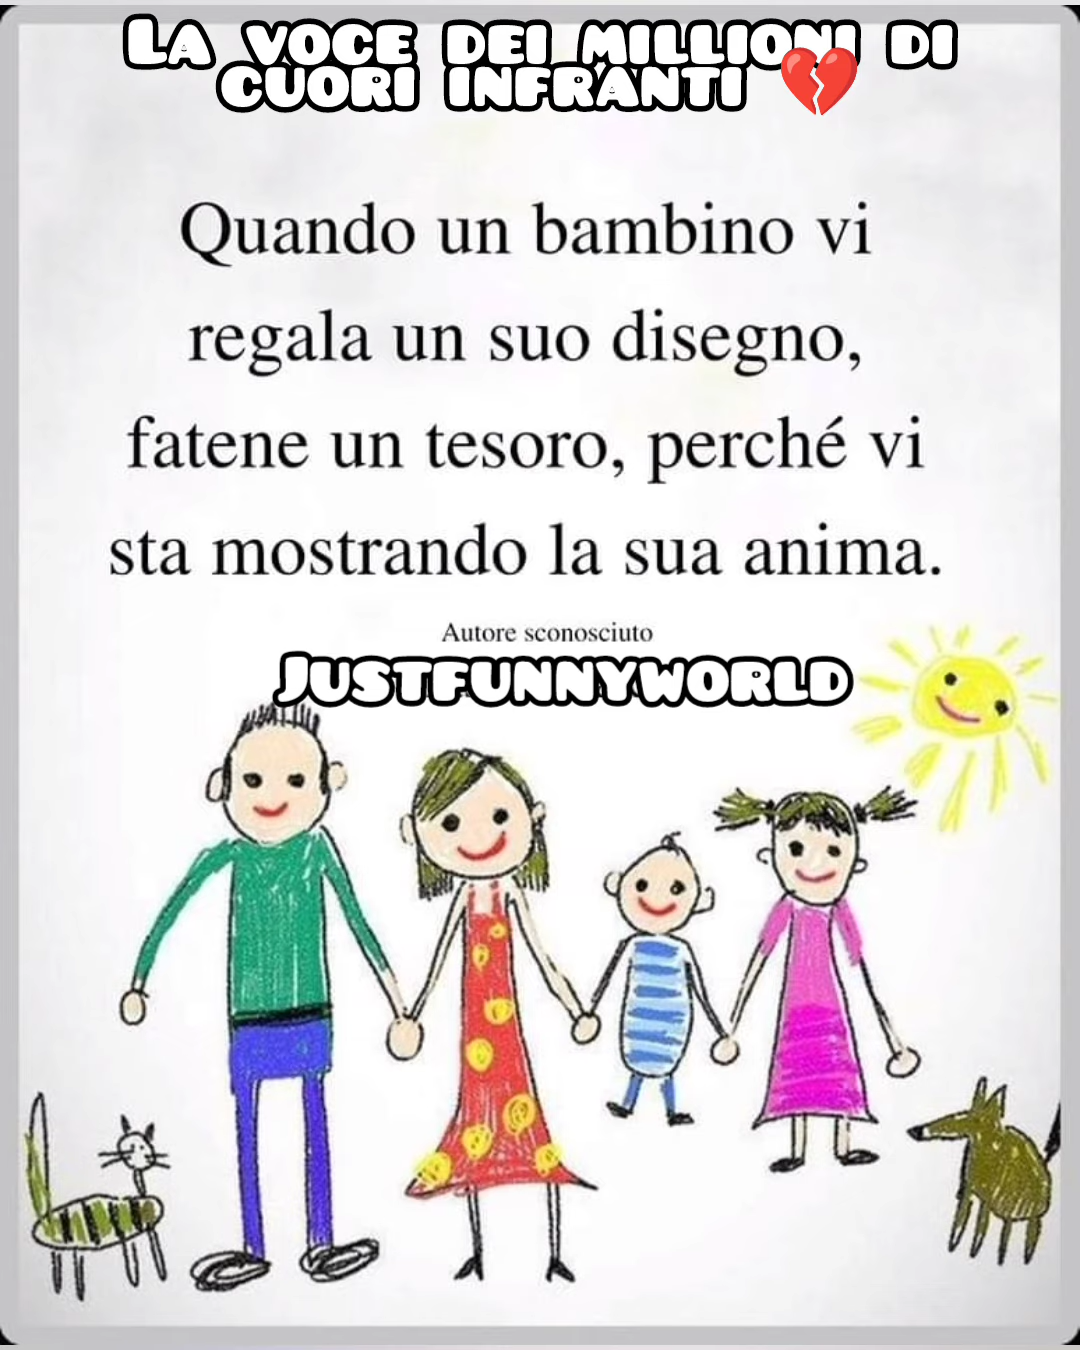 La voce dei millioni di
cuori infranti 💔
Quando un bambino vi
regala un suo disegno,
fatene un tesoro, perché vi
sta mostrando la sua anima.
Autore sconosciuto
Justfunnyworld